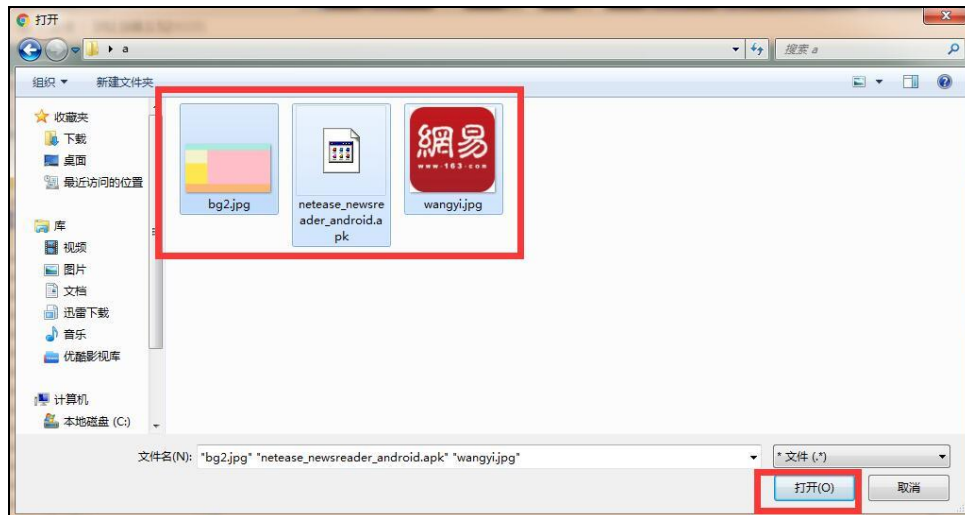 打开
a
搜索 a
组织
新建文件夹
收藏夹
下载
桌面
最近访问的位置
库
视频
图片
文档
迅雷下载
音乐
优酷影视库
计算机
本地磁盘 (C:)
網易
www·163·com
bg2.jpg
netease_newsre
ader_android.a
pk
wangyi.jpg
文件名(N):
"bg2.jpg" "netease_newsreader_android.apk" "wangyi.jpg"
* 文件 (.*)
打开(O)
取消